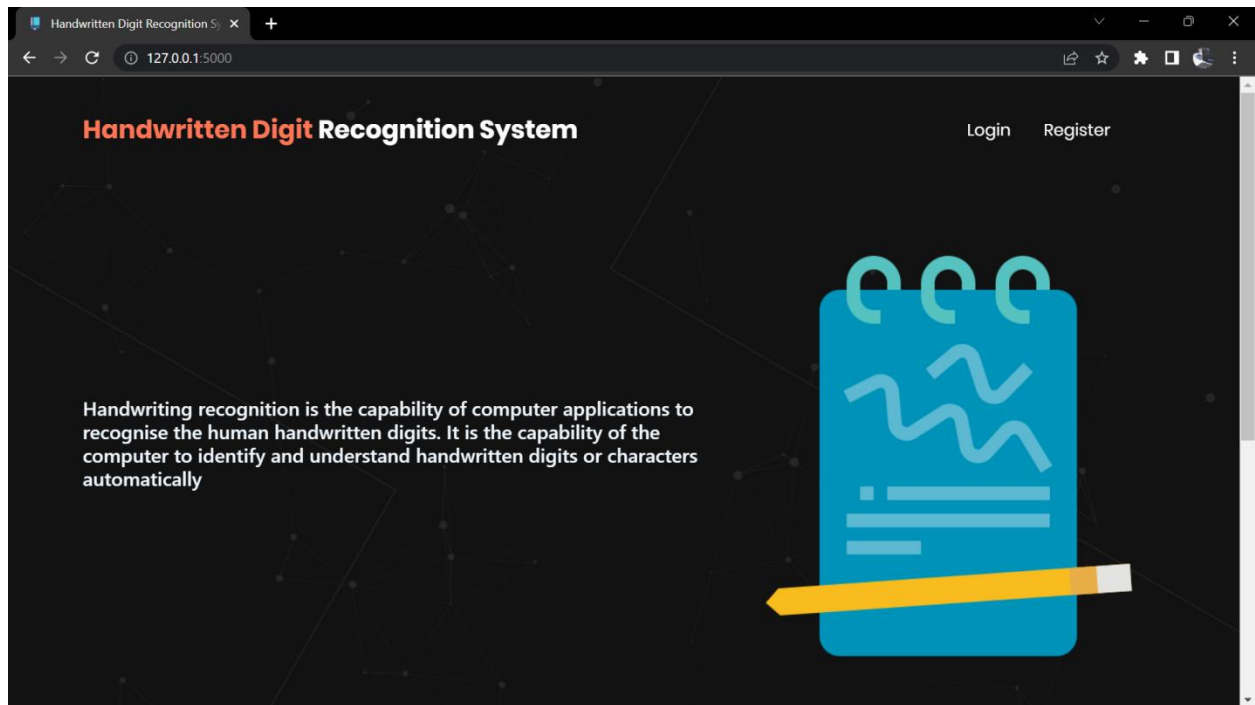 Handwritten Digit Recognition Sy
127.0.0.1:5000
Handwritten Digit Recognition System
Login Register
Handwriting recognition is the capability of computer applications to
recognise the human handwritten digits. It is the capability of the
computer to identify and understand handwritten digits or characters
automatically